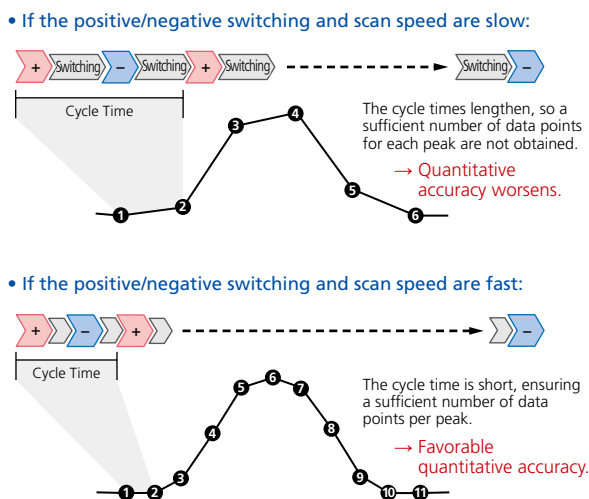 • If the positive/negative switching and scan speed are slow:
+ Switching − Switching + Switching Switching −
Cycle Time
The cycle times lengthen, so a
sufficient number of data points
for each peak are not obtained.
→ Quantitative
accuracy worsens.
1 2 3 4 5 6
• If the positive/negative switching and scan speed are fast:
+ − + −
Cycle Time
The cycle time is short, ensuring
a sufficient number of data
points per peak.
→ Favorable
quantitative accuracy.
1 2 3 4 5 6 7 8 9 10 11